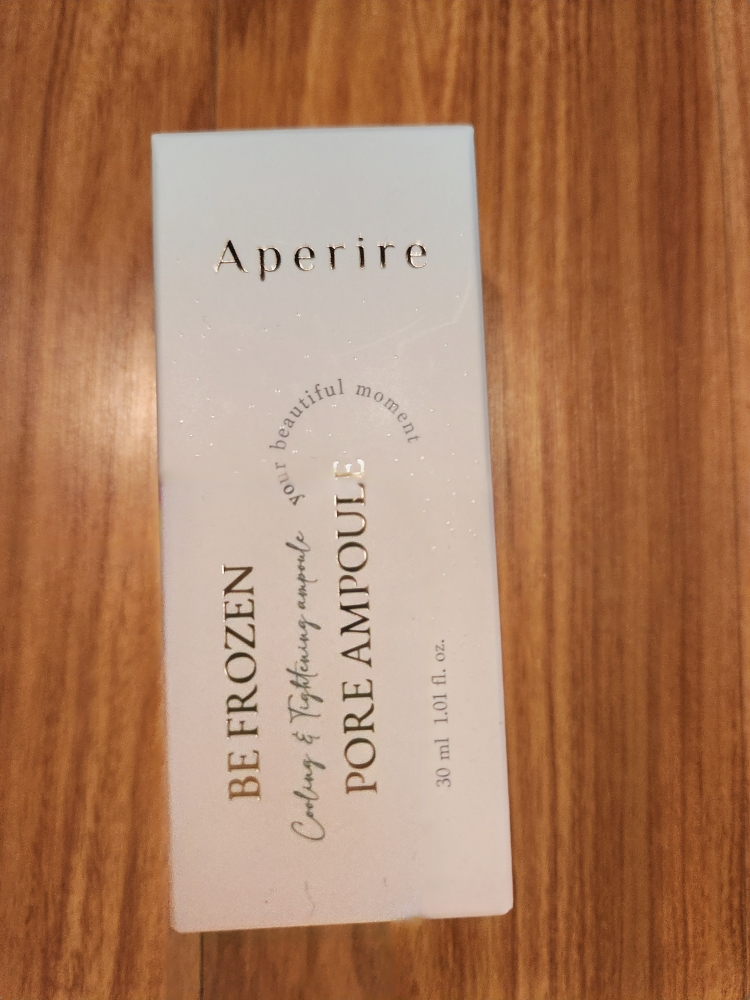 Aperire
your beautiful moment
BE FROZEN
Cooling & Tightening ampoule
PORE AMPOULE
30 ml 1.01 fl. oz.